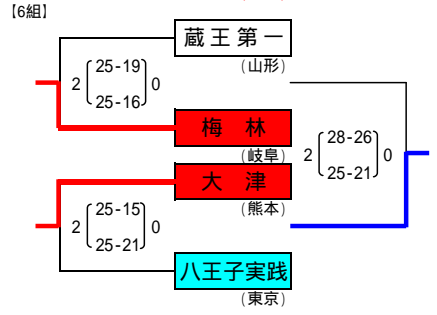 【6組】
蔵王第一
(山形)
2 25-19 0
25-16
梅 林
(岐阜)
2 28-26 0
25-21
大 津
(熊本)
2 25-15 0
25-21
八王子実践
(東京)